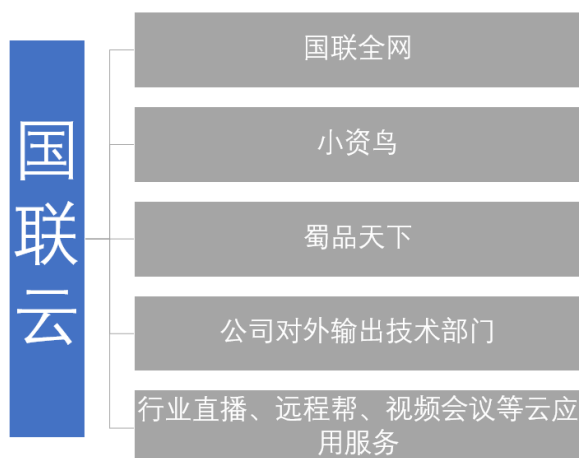 国联云
国联全网
小资鸟
蜀品天下
公司对外输出技术部门
行业直播、远程帮、视频会议等云应
用服务